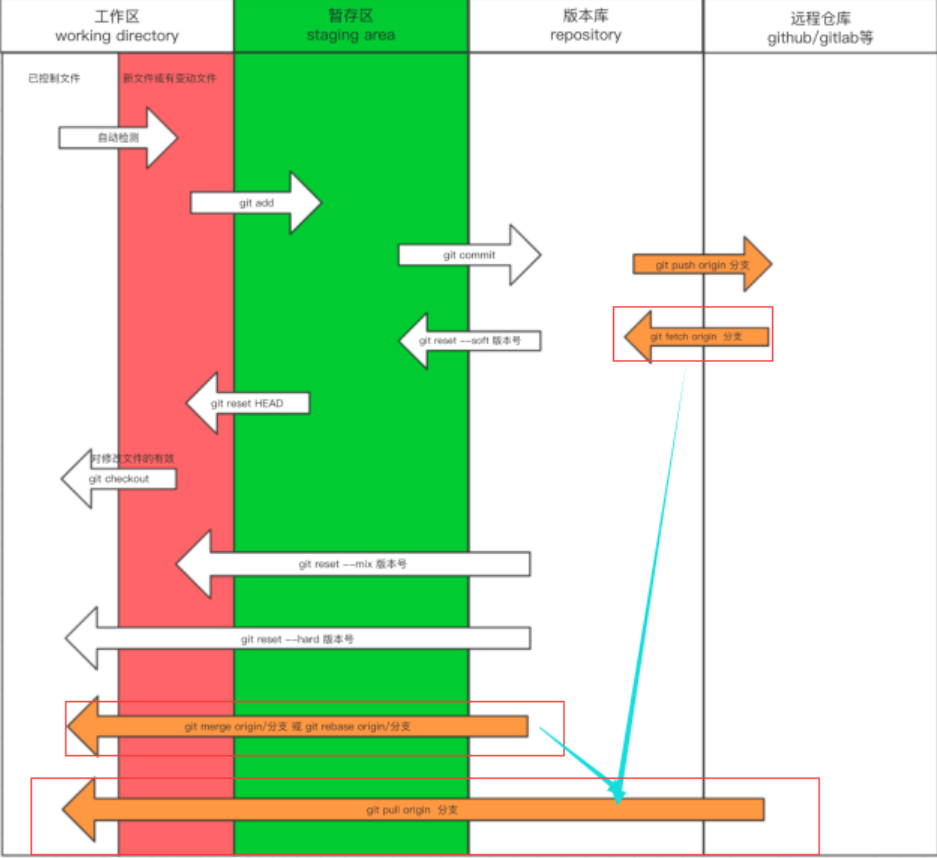 工作区
working directory
暂存区
staging area
版本库
repository
远程仓库
github/gitlab等
已控制文件
新文件或有变动文件
自动检测
git add
git commit
git push origin 分支
git reset --soft 版本号
git fetch origin 分支
git reset HEAD
对修改文件的有效
git checkout
git reset --mix 版本号
git reset --hard 版本号
git merge origin/分支 或 git rebase origin/分支
git pull origin 分支